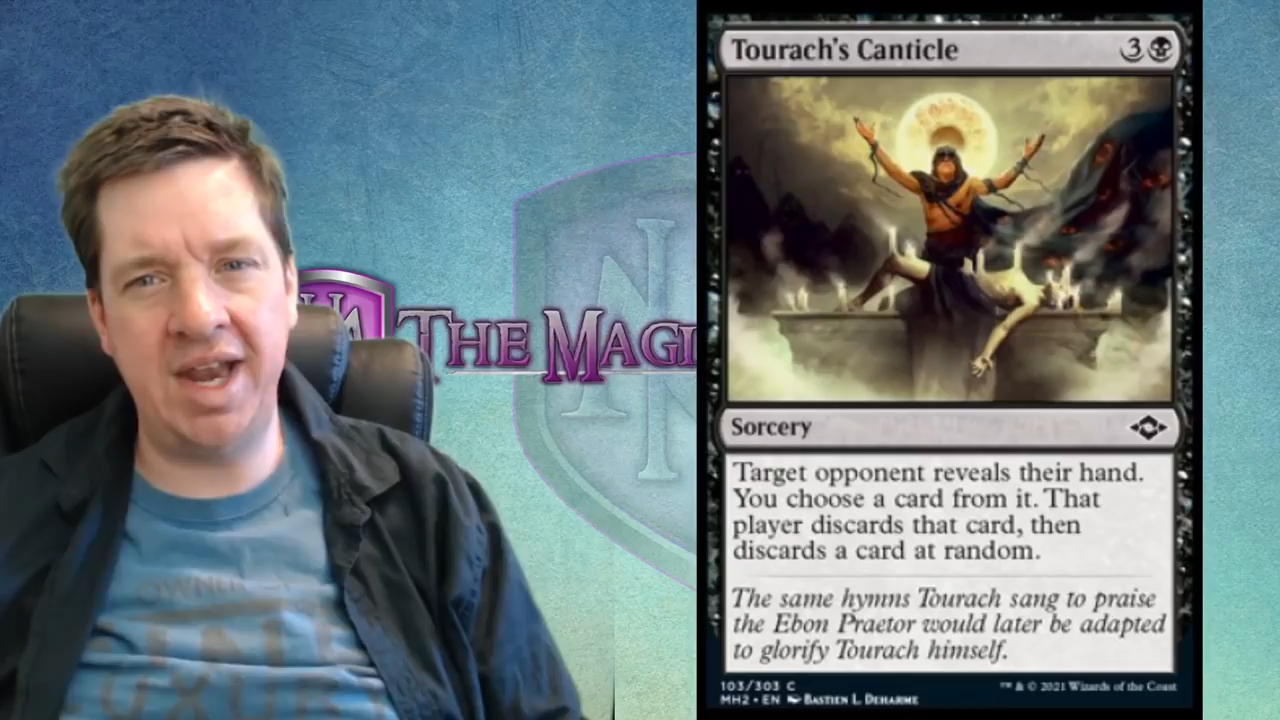 Tourach's Canticle 3
THE MAGI
Sorcery
Target opponent reveals their hand.
You choose a card from it. That
player discards that card, then
discards a card at random.
The same hymns Tourach sang to praise
the Ebon Praetor would later be adapted
to glorify Tourach himself.
103/303 C
MH2 • EN Bastien L. Deharme
™ & © 2021 Wizards of the Coast
OWNER